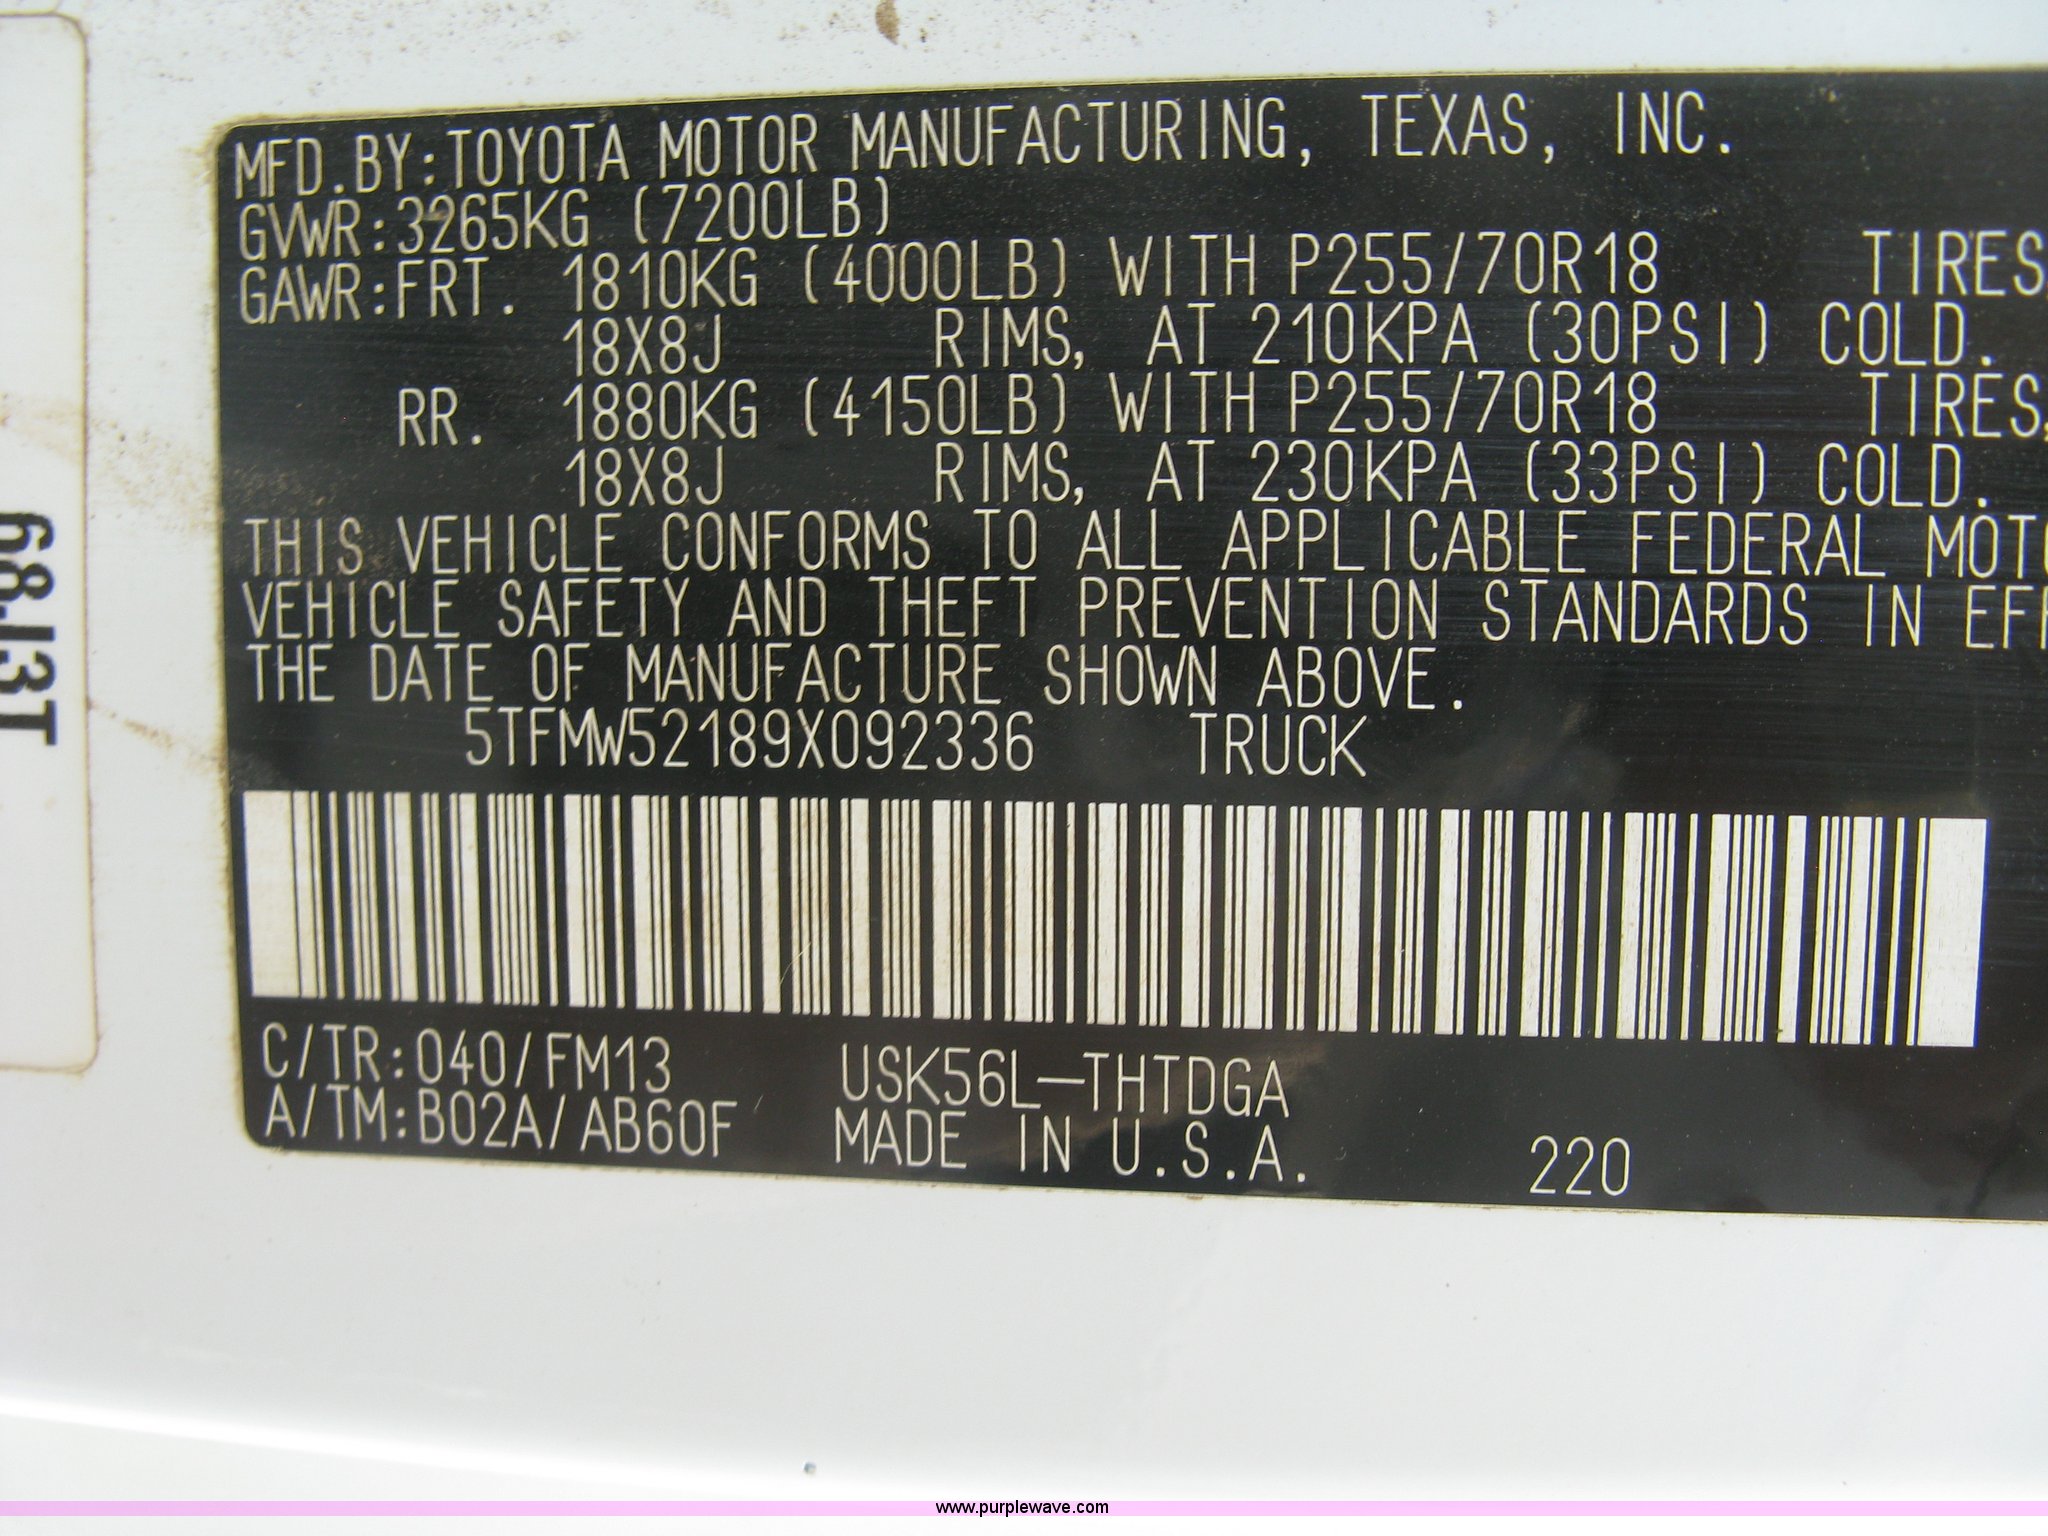 MFD.BY:TOYOTA MOTOR MANUFACTURING, TEXAS, INC.
GVWR:3265KG (7200LB)
GAWR:FRT. 1810KG (4000LB) WITH P255/70R18 TIRES,
18X8J RIMS, AT 210KPA (30PSI) COLD.
RR. 1880KG (4150LB) WITH P255/70R18 TIRES,
18X8J RIMS, AT 230KPA (33PSI) COLD.
THIS VEHICLE CONFORMS TO ALL APPLICABLE FEDERAL MOTO
VEHICLE SAFETY AND THEFT PREVENTION STANDARDS IN EFF
THE DATE OF MANUFACTURE SHOWN ABOVE.
5TFMW52189X092336 TRUCK
C/TR:040/FM13 USK56L-THTDGA
A/TM:B02A/AB60F MADE IN U.S.A. 220
68J3T
www.purplewave.com